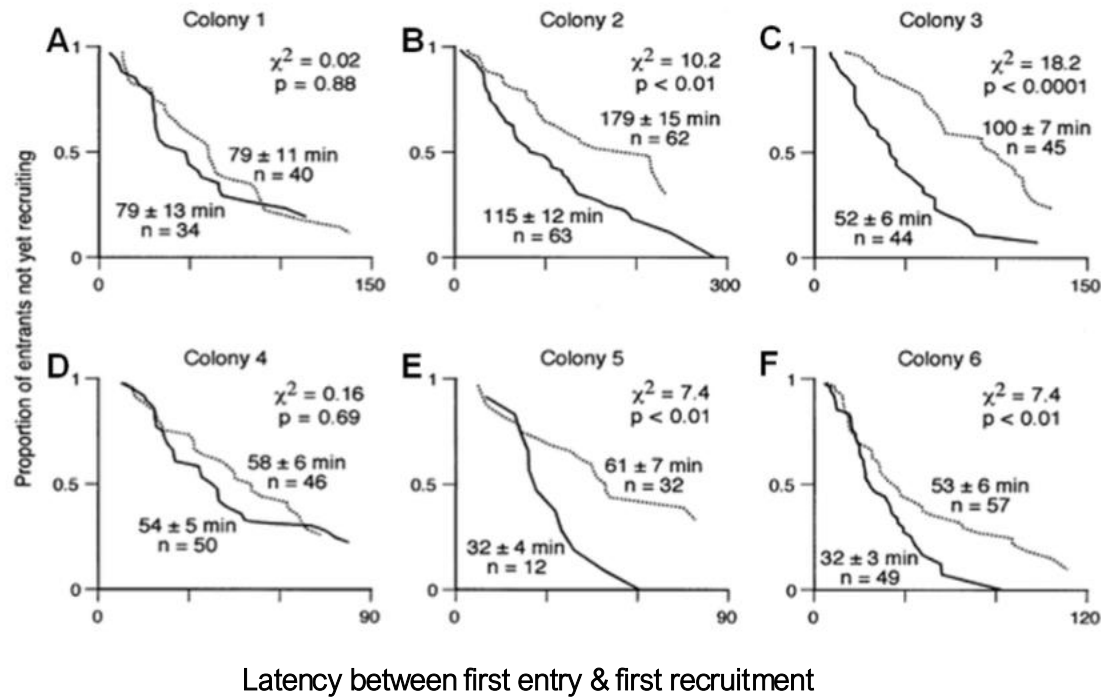 Proportion of entrants not yet recruiting
A
Colony 1
1
0.5
0
χ² = 0.02
p = 0.88
79 ± 11 min
n = 40
79 ± 13 min
n = 34
0
150
B
Colony 2
1
0.5
0
χ² = 10.2
p < 0.01
179 ± 15 min
n = 62
115 ± 12 min
n = 63
0
300
C
Colony 3
1
0.5
0
χ² = 18.2
p < 0.0001
100 ± 7 min
n = 45
52 ± 6 min
n = 44
0
150
D
Colony 4
1
0.5
0
χ² = 0.16
p = 0.69
58 ± 6 min
n = 46
54 ± 5 min
n = 50
0
90
E
Colony 5
1
0.5
0
χ² = 7.4
p < 0.01
61 ± 7 min
n = 32
32 ± 4 min
n = 12
0
90
F
Colony 6
1
0.5
0
χ² = 7.4
p < 0.01
53 ± 6 min
n = 57
32 ± 3 min
n = 49
0
120
Latency between first entry & first recruitment